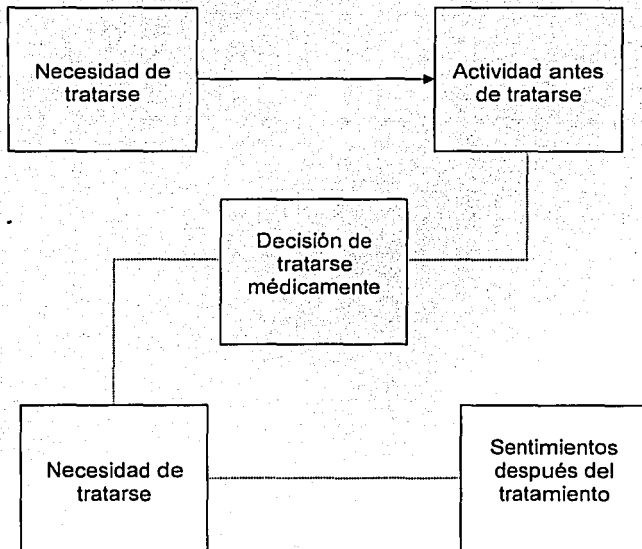 Necesidad de
tratarse
Actividad antes
de tratarse
Decisión de
tratarse
médicamente
Necesidad de
tratarse
Sentimientos
después del
tratamiento